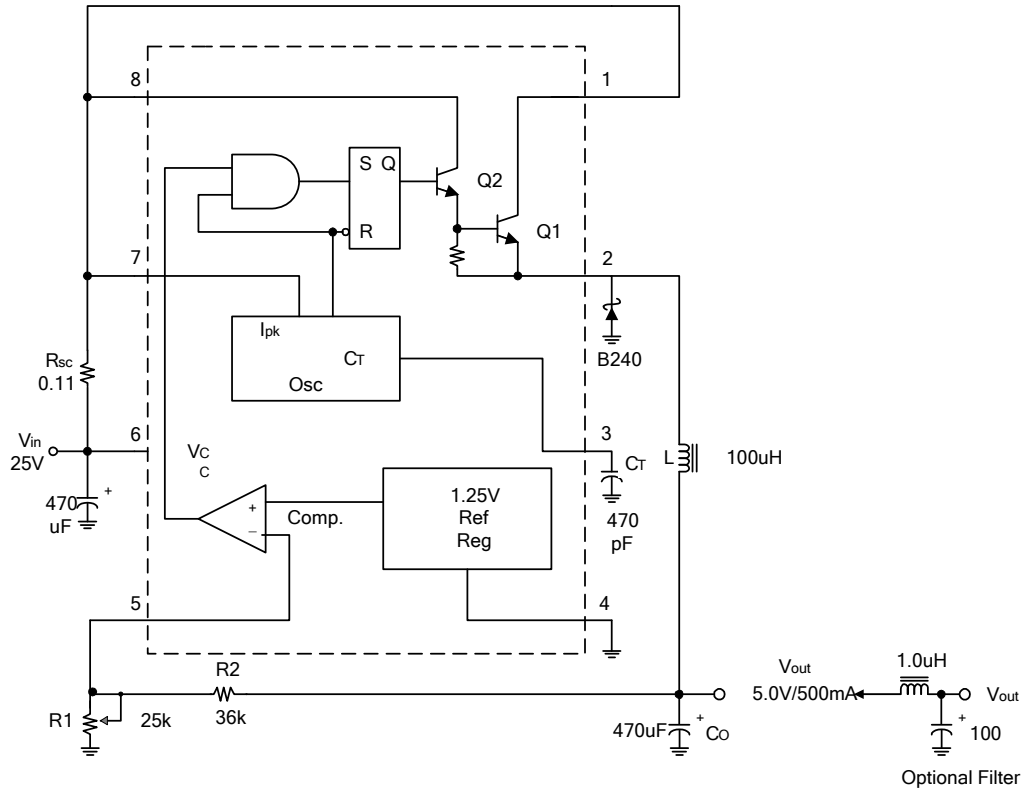 8
1
S Q
Q2
R
Q1
7
2
Ipk
CT
Osc
B240
Rsc
0.11
Vin
25V
6
VC
C
3
CT
L
100uH
470
uF
+
+
−
Comp.
1.25V
Ref
Reg
470
pF
5
4
R2
36k
R1
25k
Vout
5.0V/500mA
1.0uH
Vout
470uF
+
CO
+
100
Optional Filter